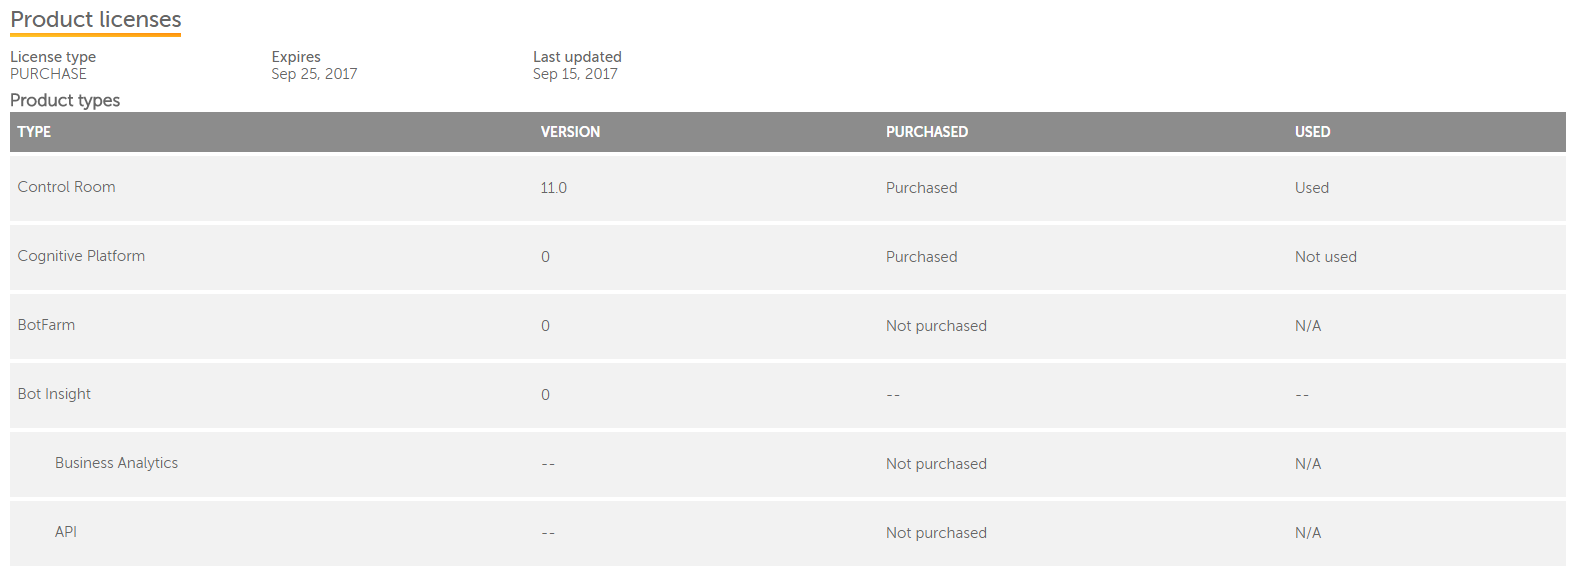 Product licenses
License type Expires Last updated
PURCHASE Sep 25, 2017 Sep 15, 2017
Product types
TYPE VERSION PURCHASED USED
Control Room 11.0 Purchased Used
Cognitive Platform 0 Purchased Not used
BotFarm 0 Not purchased N/A
Bot Insight 0 -- --
Business Analytics -- Not purchased N/A
API -- Not purchased N/A